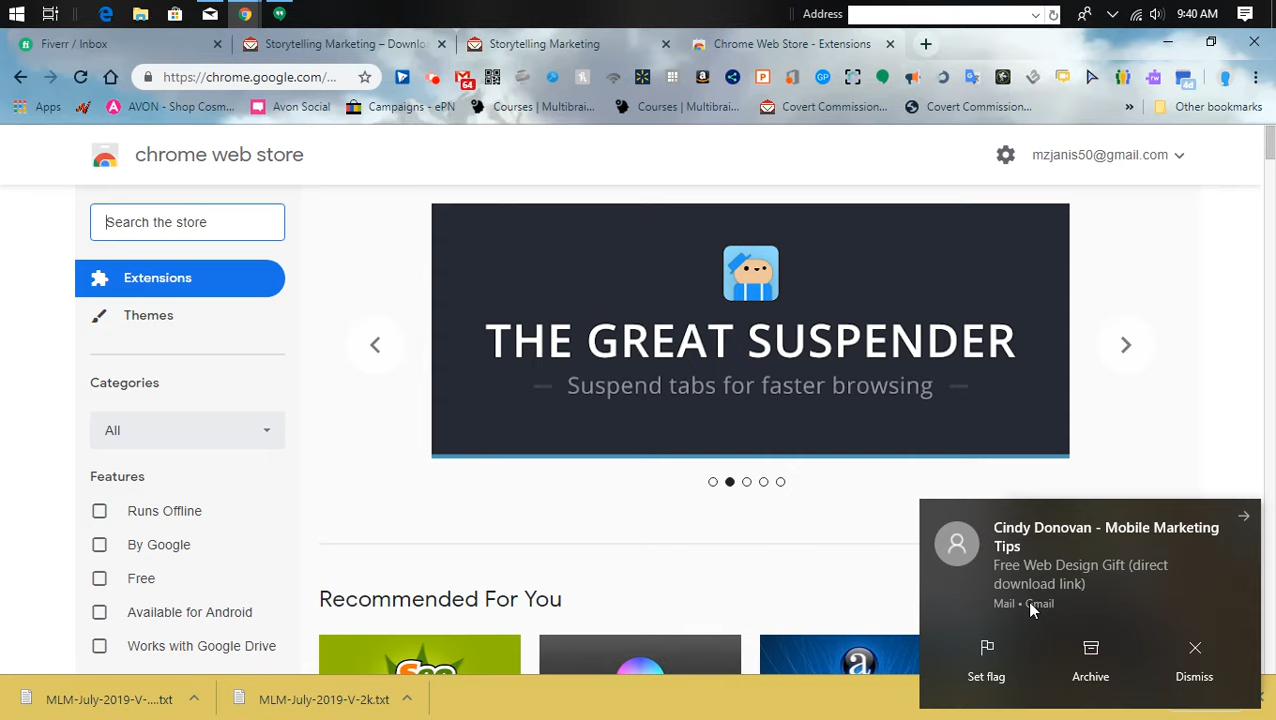 Address
9:40 AM
Fiverr / Inbox
Storytelling Marketing – Downlo
Storytelling Marketing
Chrome Web Store - Extensions
https://chrome.google.com/...
64
4d
Apps
AVON - Shop Cosm...
Avon Social
Campaigns - ePN
Courses | Multibrai...
Courses | Multibrai...
Covert Commission...
Covert Commission...
»
Other bookmarks
chrome web store
mzjanis50@gmail.com
Search the store
Extensions
Themes
Categories
All
Features
Runs Offline
By Google
Free
Available for Android
Works with Google Drive
THE GREAT SUSPENDER
Suspend tabs for faster browsing
Recommended For You
Cindy Donovan - Mobile Marketing
Tips
Free Web Design Gift (direct
download link)
Mail • Gmail
Set flag
Archive
Dismiss
MLM-July-2019-V-....txt
MLM-July-2019-V-2k.txt